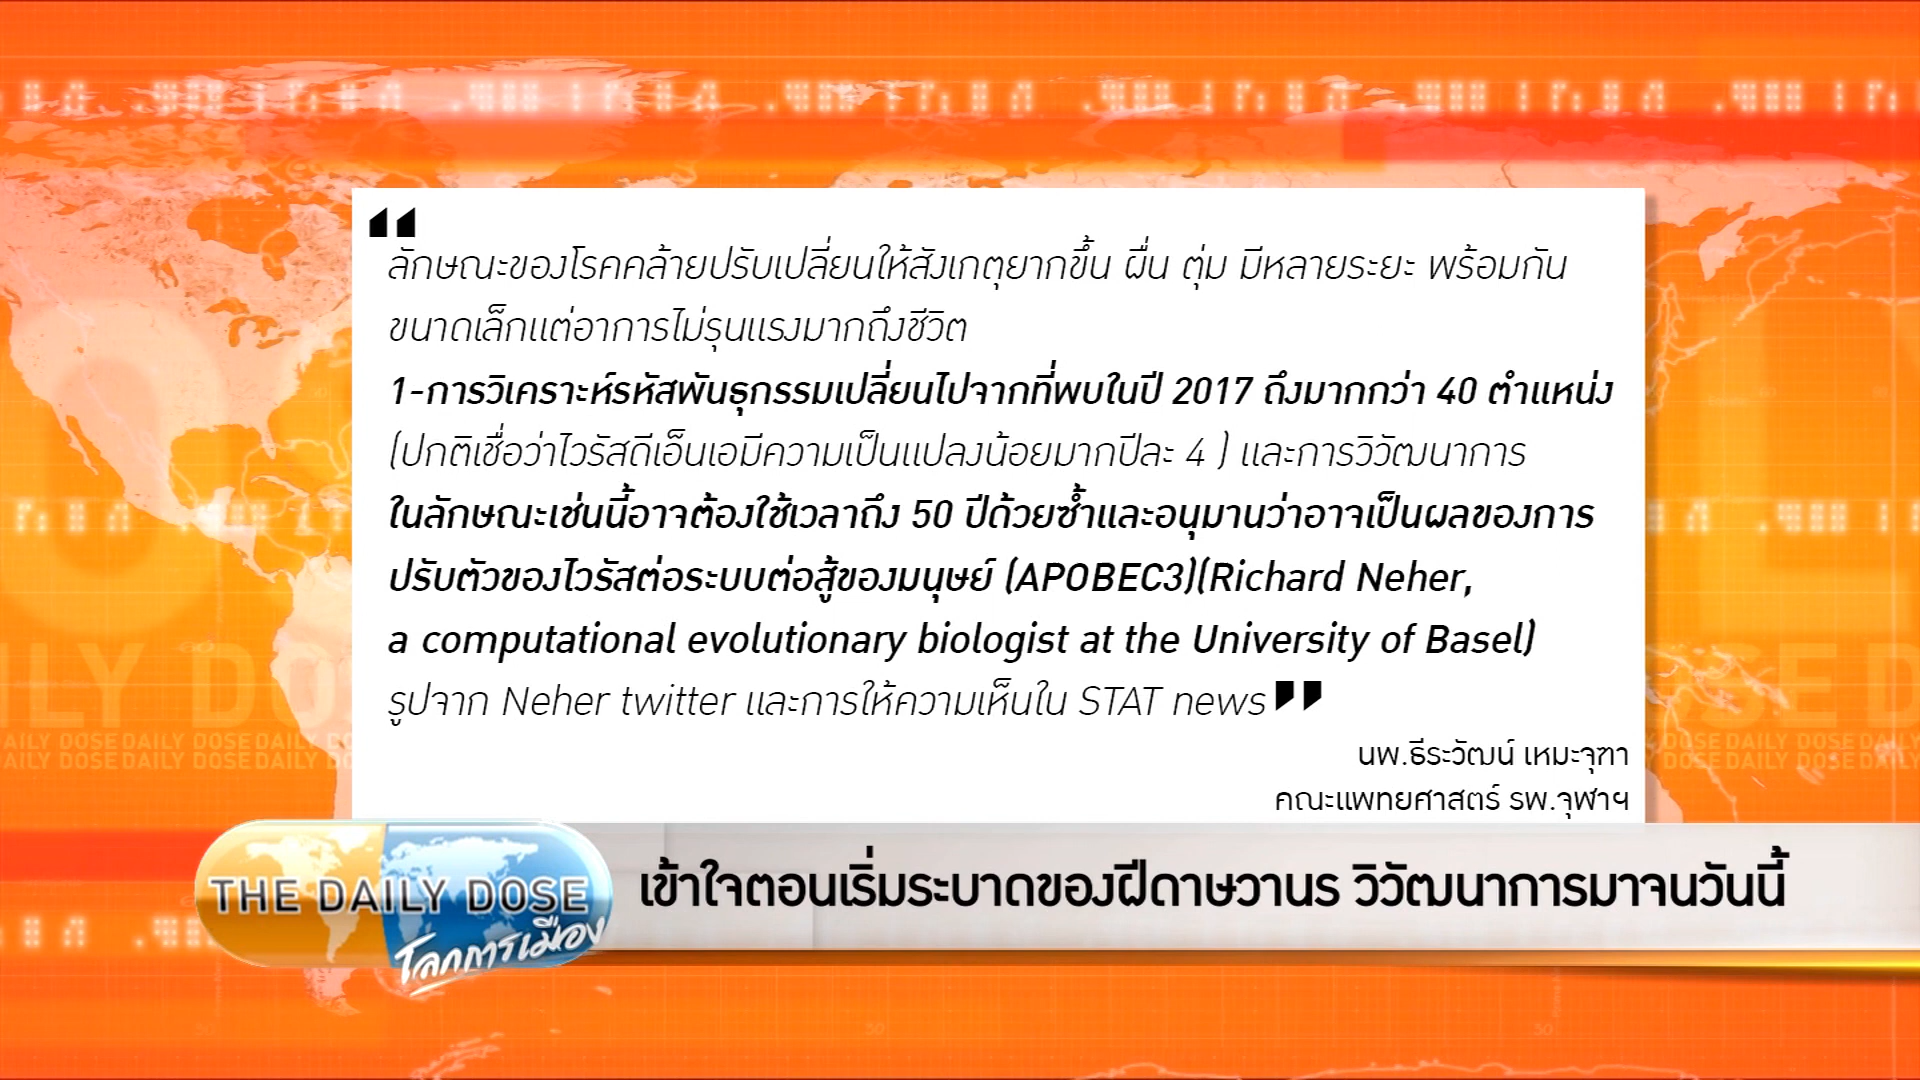 ลักษณะของโรคคล้ายปรับเปลี่ยนให้สังเกตุยากขึ้น ผื่น ตุ่ม มีหลายระยะ พร้อมกัน
ขนาดเล็กแต่อาการไม่รุนแรงมากถึงชีวิต
1-การวิเคราะห์รหัสพันธุกรรมเปลี่ยนไปจากที่พบในปี 2017 ถึงมากกว่า 40 ตำแหน่ง
(ปกติเชื่อว่าไวรัสดีเอ็นเอมีความเป็นแปลงน้อยมากปีละ 4 ) และการวิวัฒนาการ
ในลักษณะเช่นนี้อาจต้องใช้เวลาถึง 50 ปีด้วยซ้ำและอนุมานว่าอาจเป็นผลของการ
ปรับตัวของไวรัสต่อระบบต่อสู้ของมนุษย์ (APOBEC3)(Richard Neher,
a computational evolutionary biologist at the University of Basel)
รูปจาก Neher twitter และการให้ความเห็นใน STAT news
นพ.ธีระวัฒน์ เหมะจุฑา
คณะแพทยศาสตร์ รพ.จุฬาฯ
THE DAILY DOSE
โลกการเมือง
เข้าใจตอนเริ่มระบาดของฝีดาษวานร วิวัฒนาการมาจนวันนี้